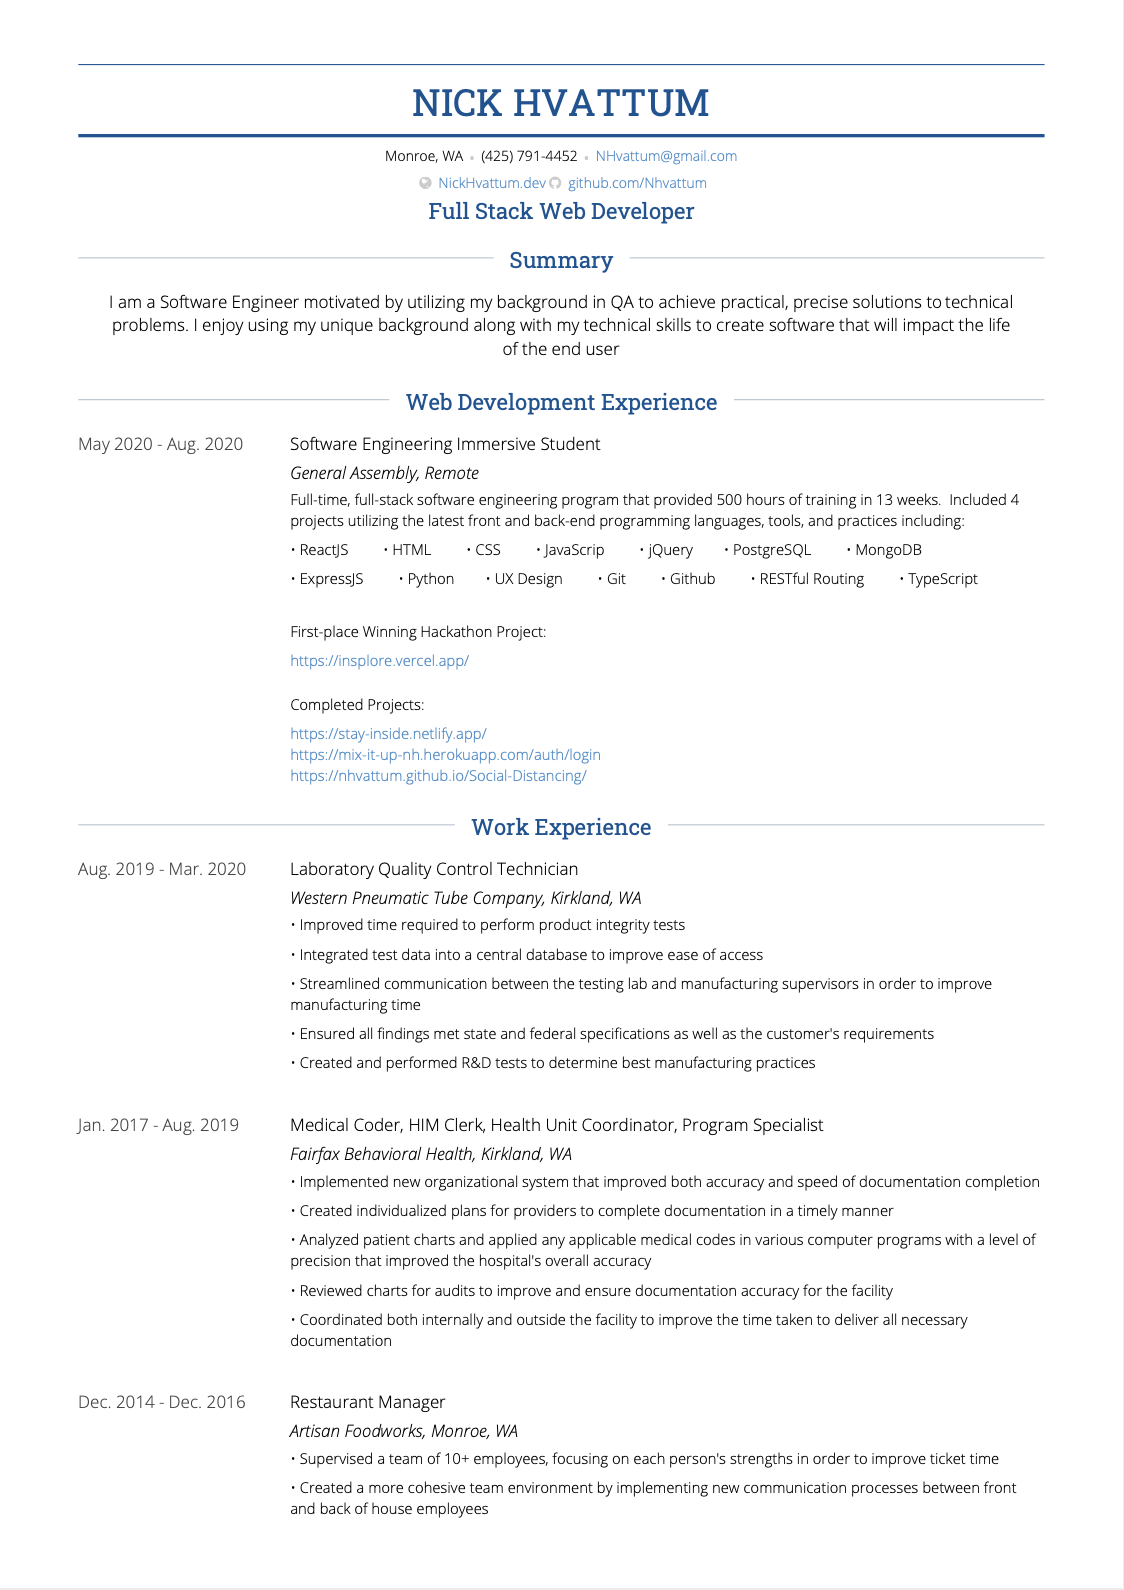 NICK HVATTUM
Monroe, WA • (425) 791-4452 • NHvattum@gmail.com
NickHvattum.dev github.com/Nhvattum
Full Stack Web Developer
Summary
I am a Software Engineer motivated by utilizing my background in QA to achieve practical, precise solutions to technical
problems. I enjoy using my unique background along with my technical skills to create software that will impact the life
of the end user
Web Development Experience
May 2020 - Aug. 2020 Software Engineering Immersive Student
General Assembly, Remote
Full-time, full-stack software engineering program that provided 500 hours of training in 13 weeks. Included 4
projects utilizing the latest front and back-end programming languages, tools, and practices including:
• ReactJS • HTML • CSS • JavaScrip • jQuery • PostgreSQL • MongoDB
• ExpressJS • Python • UX Design • Git • Github • RESTful Routing • TypeScript
First-place Winning Hackathon Project:
https://insplore.vercel.app/
Completed Projects:
https://stay-inside.netlify.app/
https://mix-it-up-nh.herokuapp.com/auth/login
https://nhvattum.github.io/Social-Distancing/
Work Experience
Aug. 2019 - Mar. 2020 Laboratory Quality Control Technician
Western Pneumatic Tube Company, Kirkland, WA
• Improved time required to perform product integrity tests
• Integrated test data into a central database to improve ease of access
• Streamlined communication between the testing lab and manufacturing supervisors in order to improve
manufacturing time
• Ensured all findings met state and federal specifications as well as the customer's requirements
• Created and performed R&D tests to determine best manufacturing practices
Jan. 2017 - Aug. 2019 Medical Coder, HIM Clerk, Health Unit Coordinator, Program Specialist
Fairfax Behavioral Health, Kirkland, WA
• Implemented new organizational system that improved both accuracy and speed of documentation completion
• Created individualized plans for providers to complete documentation in a timely manner
• Analyzed patient charts and applied any applicable medical codes in various computer programs with a level of
precision that improved the hospital's overall accuracy
• Reviewed charts for audits to improve and ensure documentation accuracy for the facility
• Coordinated both internally and outside the facility to improve the time taken to deliver all necessary
documentation
Dec. 2014 - Dec. 2016 Restaurant Manager
Artisan Foodworks, Monroe, WA
• Supervised a team of 10+ employees, focusing on each person's strengths in order to improve ticket time
• Created a more cohesive team environment by implementing new communication processes between front
and back of house employees